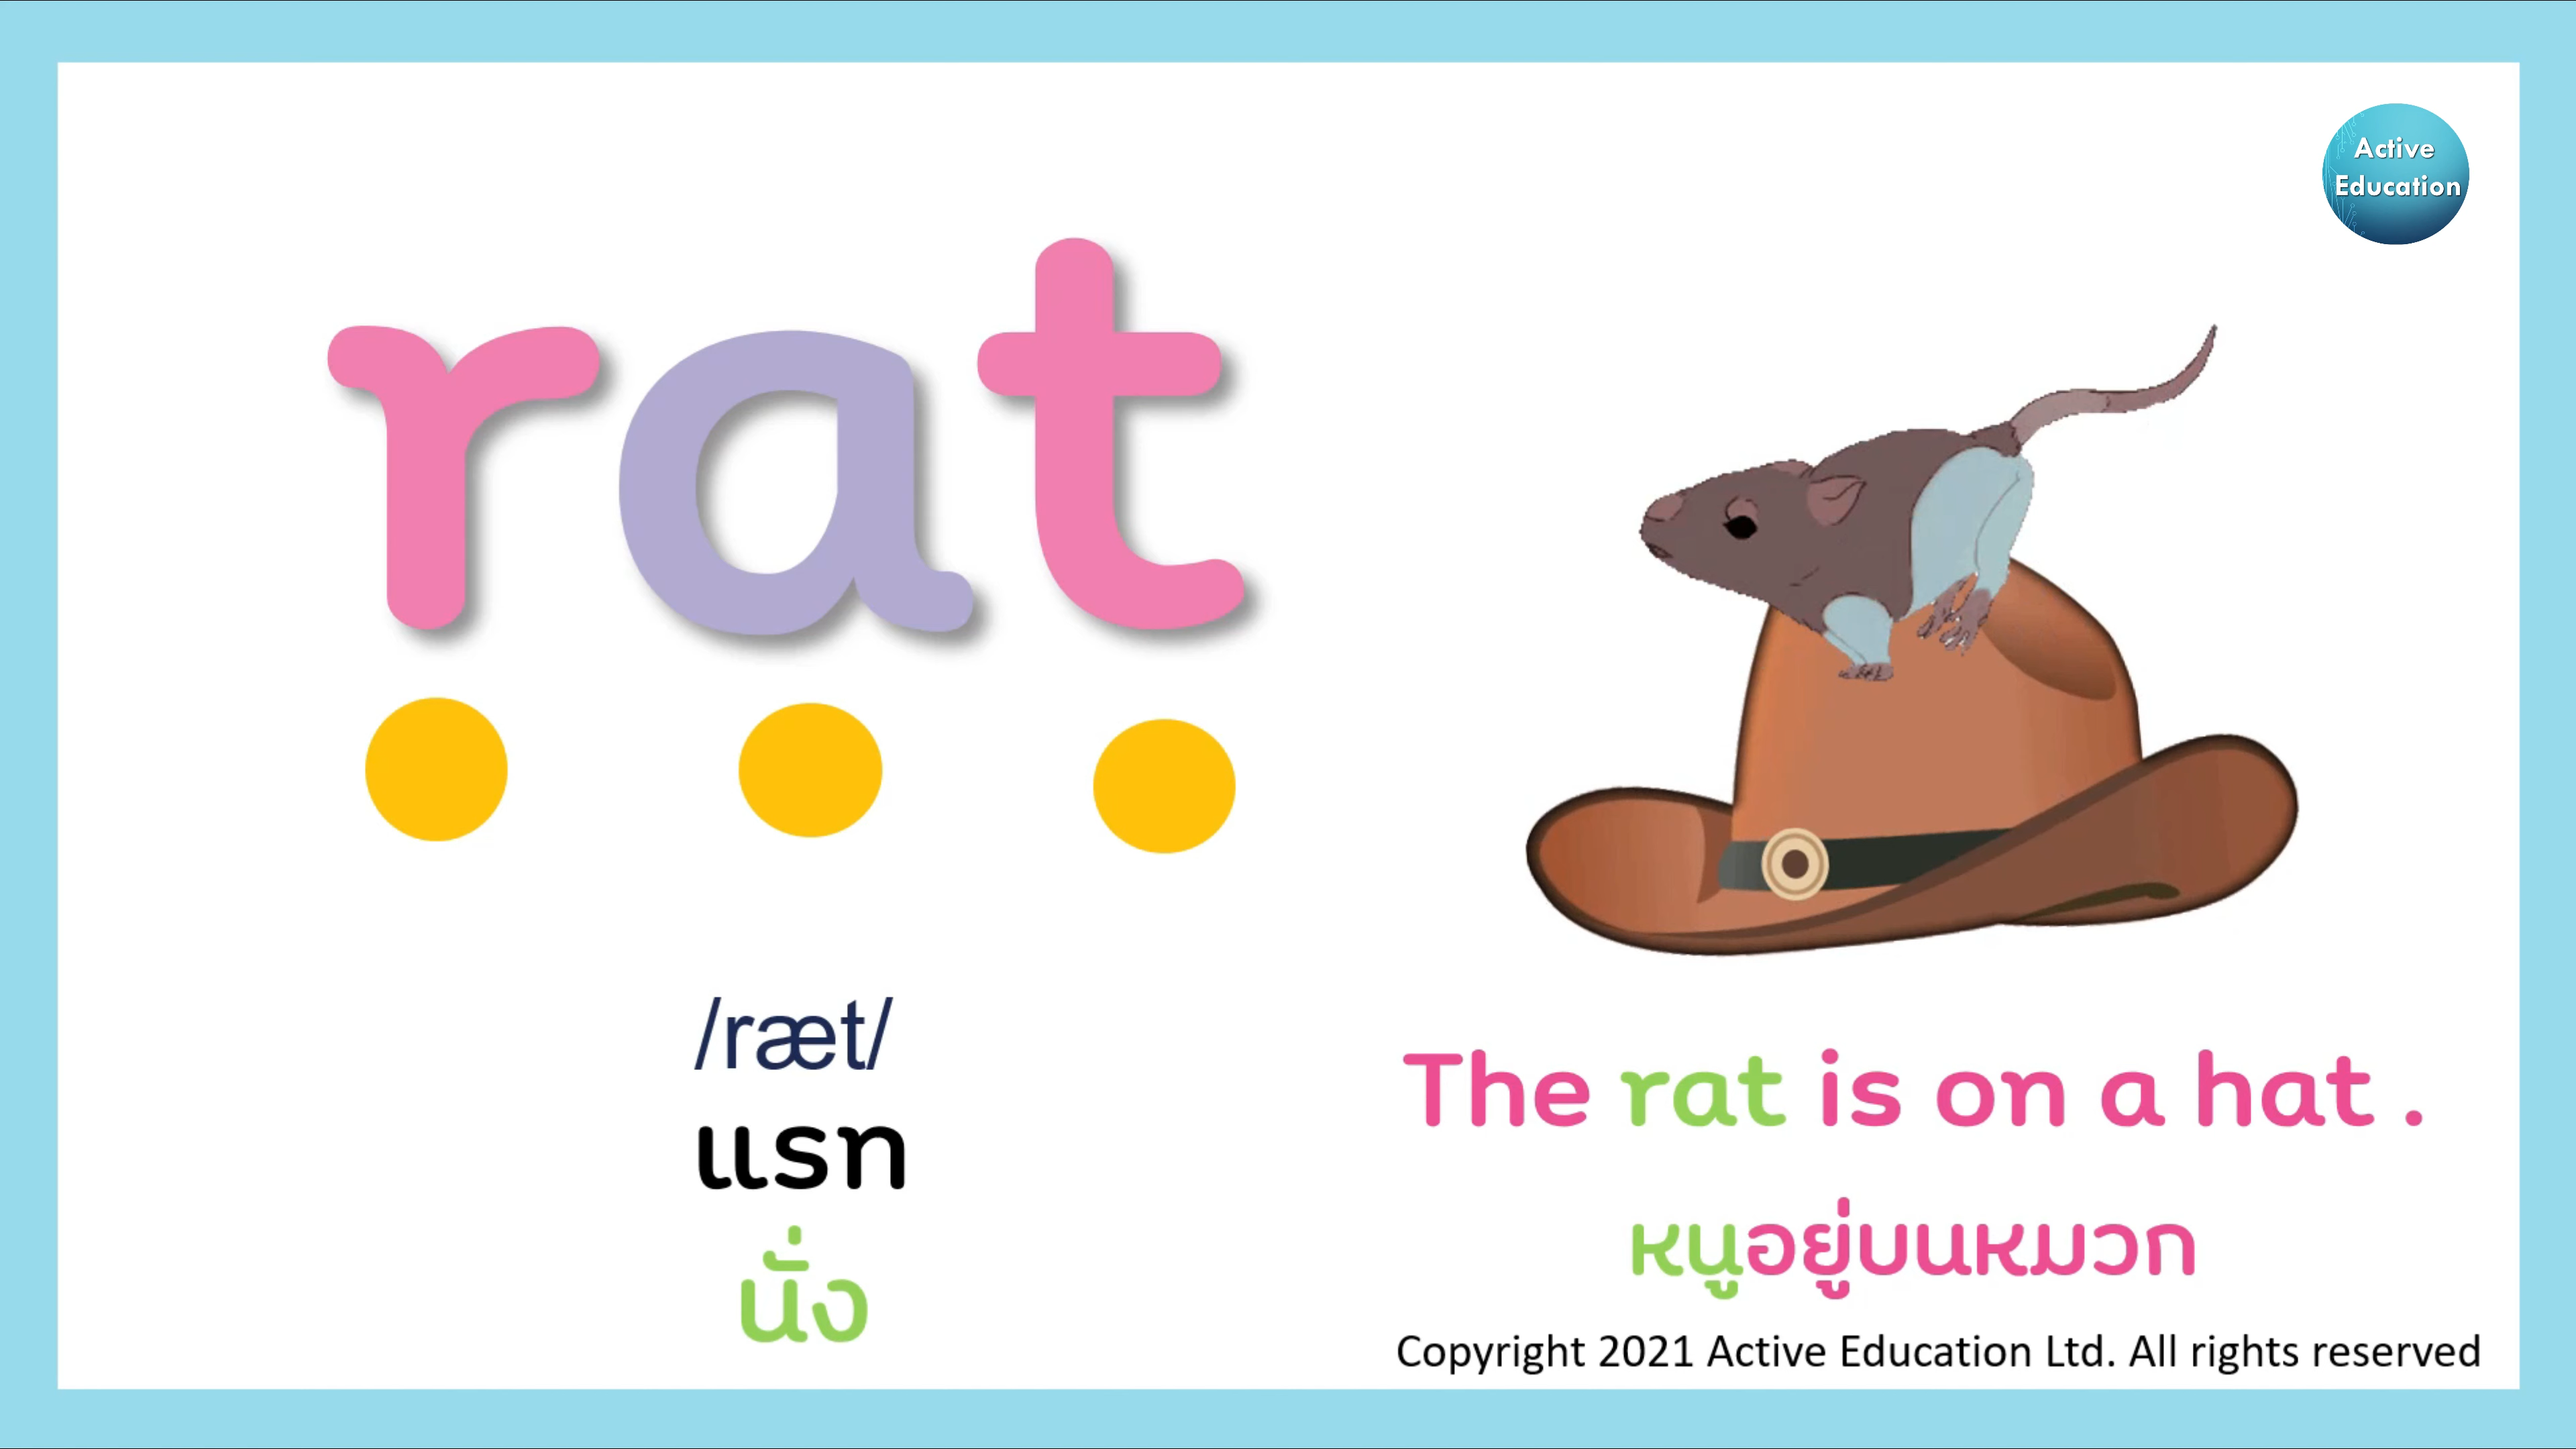 Active
Education
rat
/ræt/
แรท
นั่ง
The rat is on a hat .
หนูอยู่บนหมวก
Copyright 2021 Active Education Ltd. All rights reserved